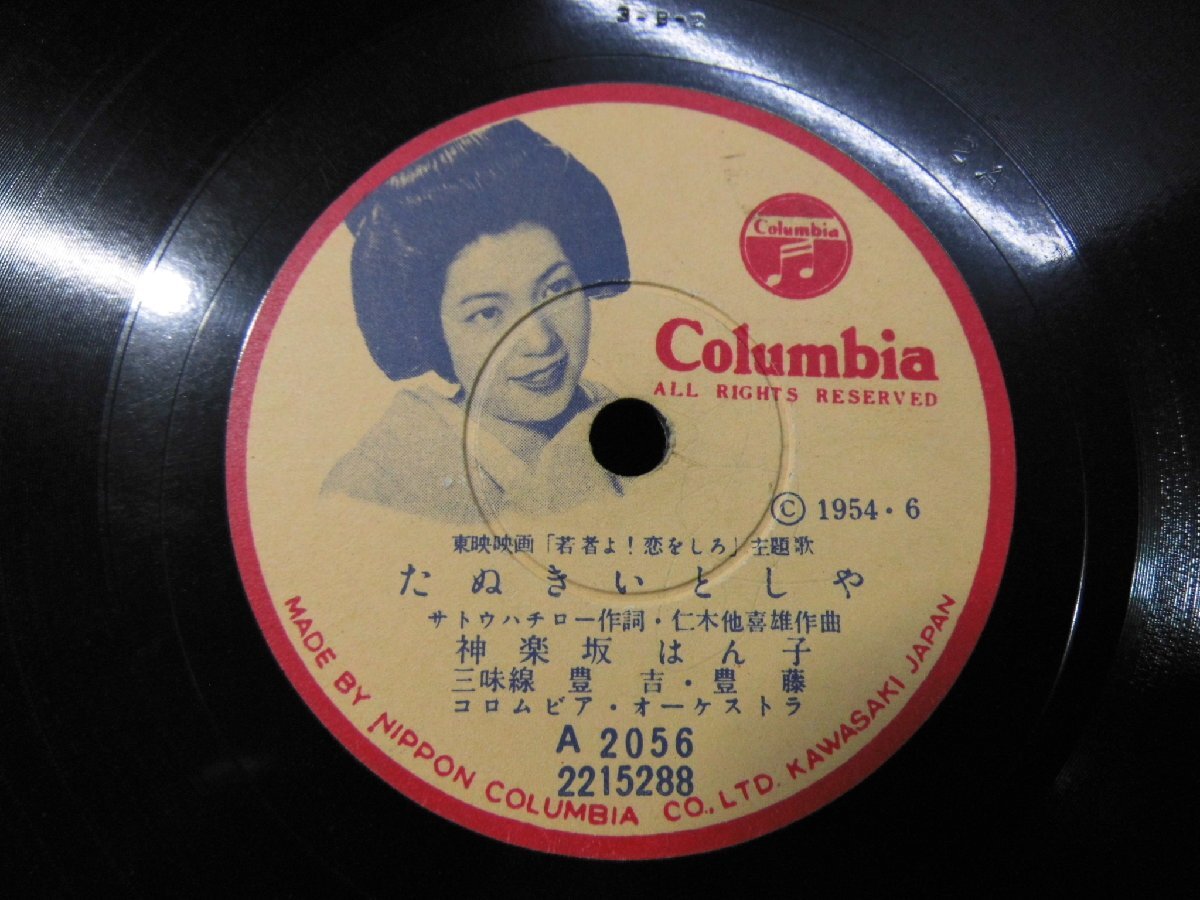 3-B-2
2 A
Columbia
Columbia
ALL RIGHTS RESERVED
© 1954・6
東映映画「若者よ!恋をしろ」主題歌
たぬきいとしや
サトウハチロー作詞・仁木他喜雄作曲
神楽坂 はん子
三味線 豊 吉・豊 藤
コロムビア・オーケストラ
A 2056
2215288
MADE BY NIPPON COLUMBIA CO., LTD. KAWASAKI JAPAN